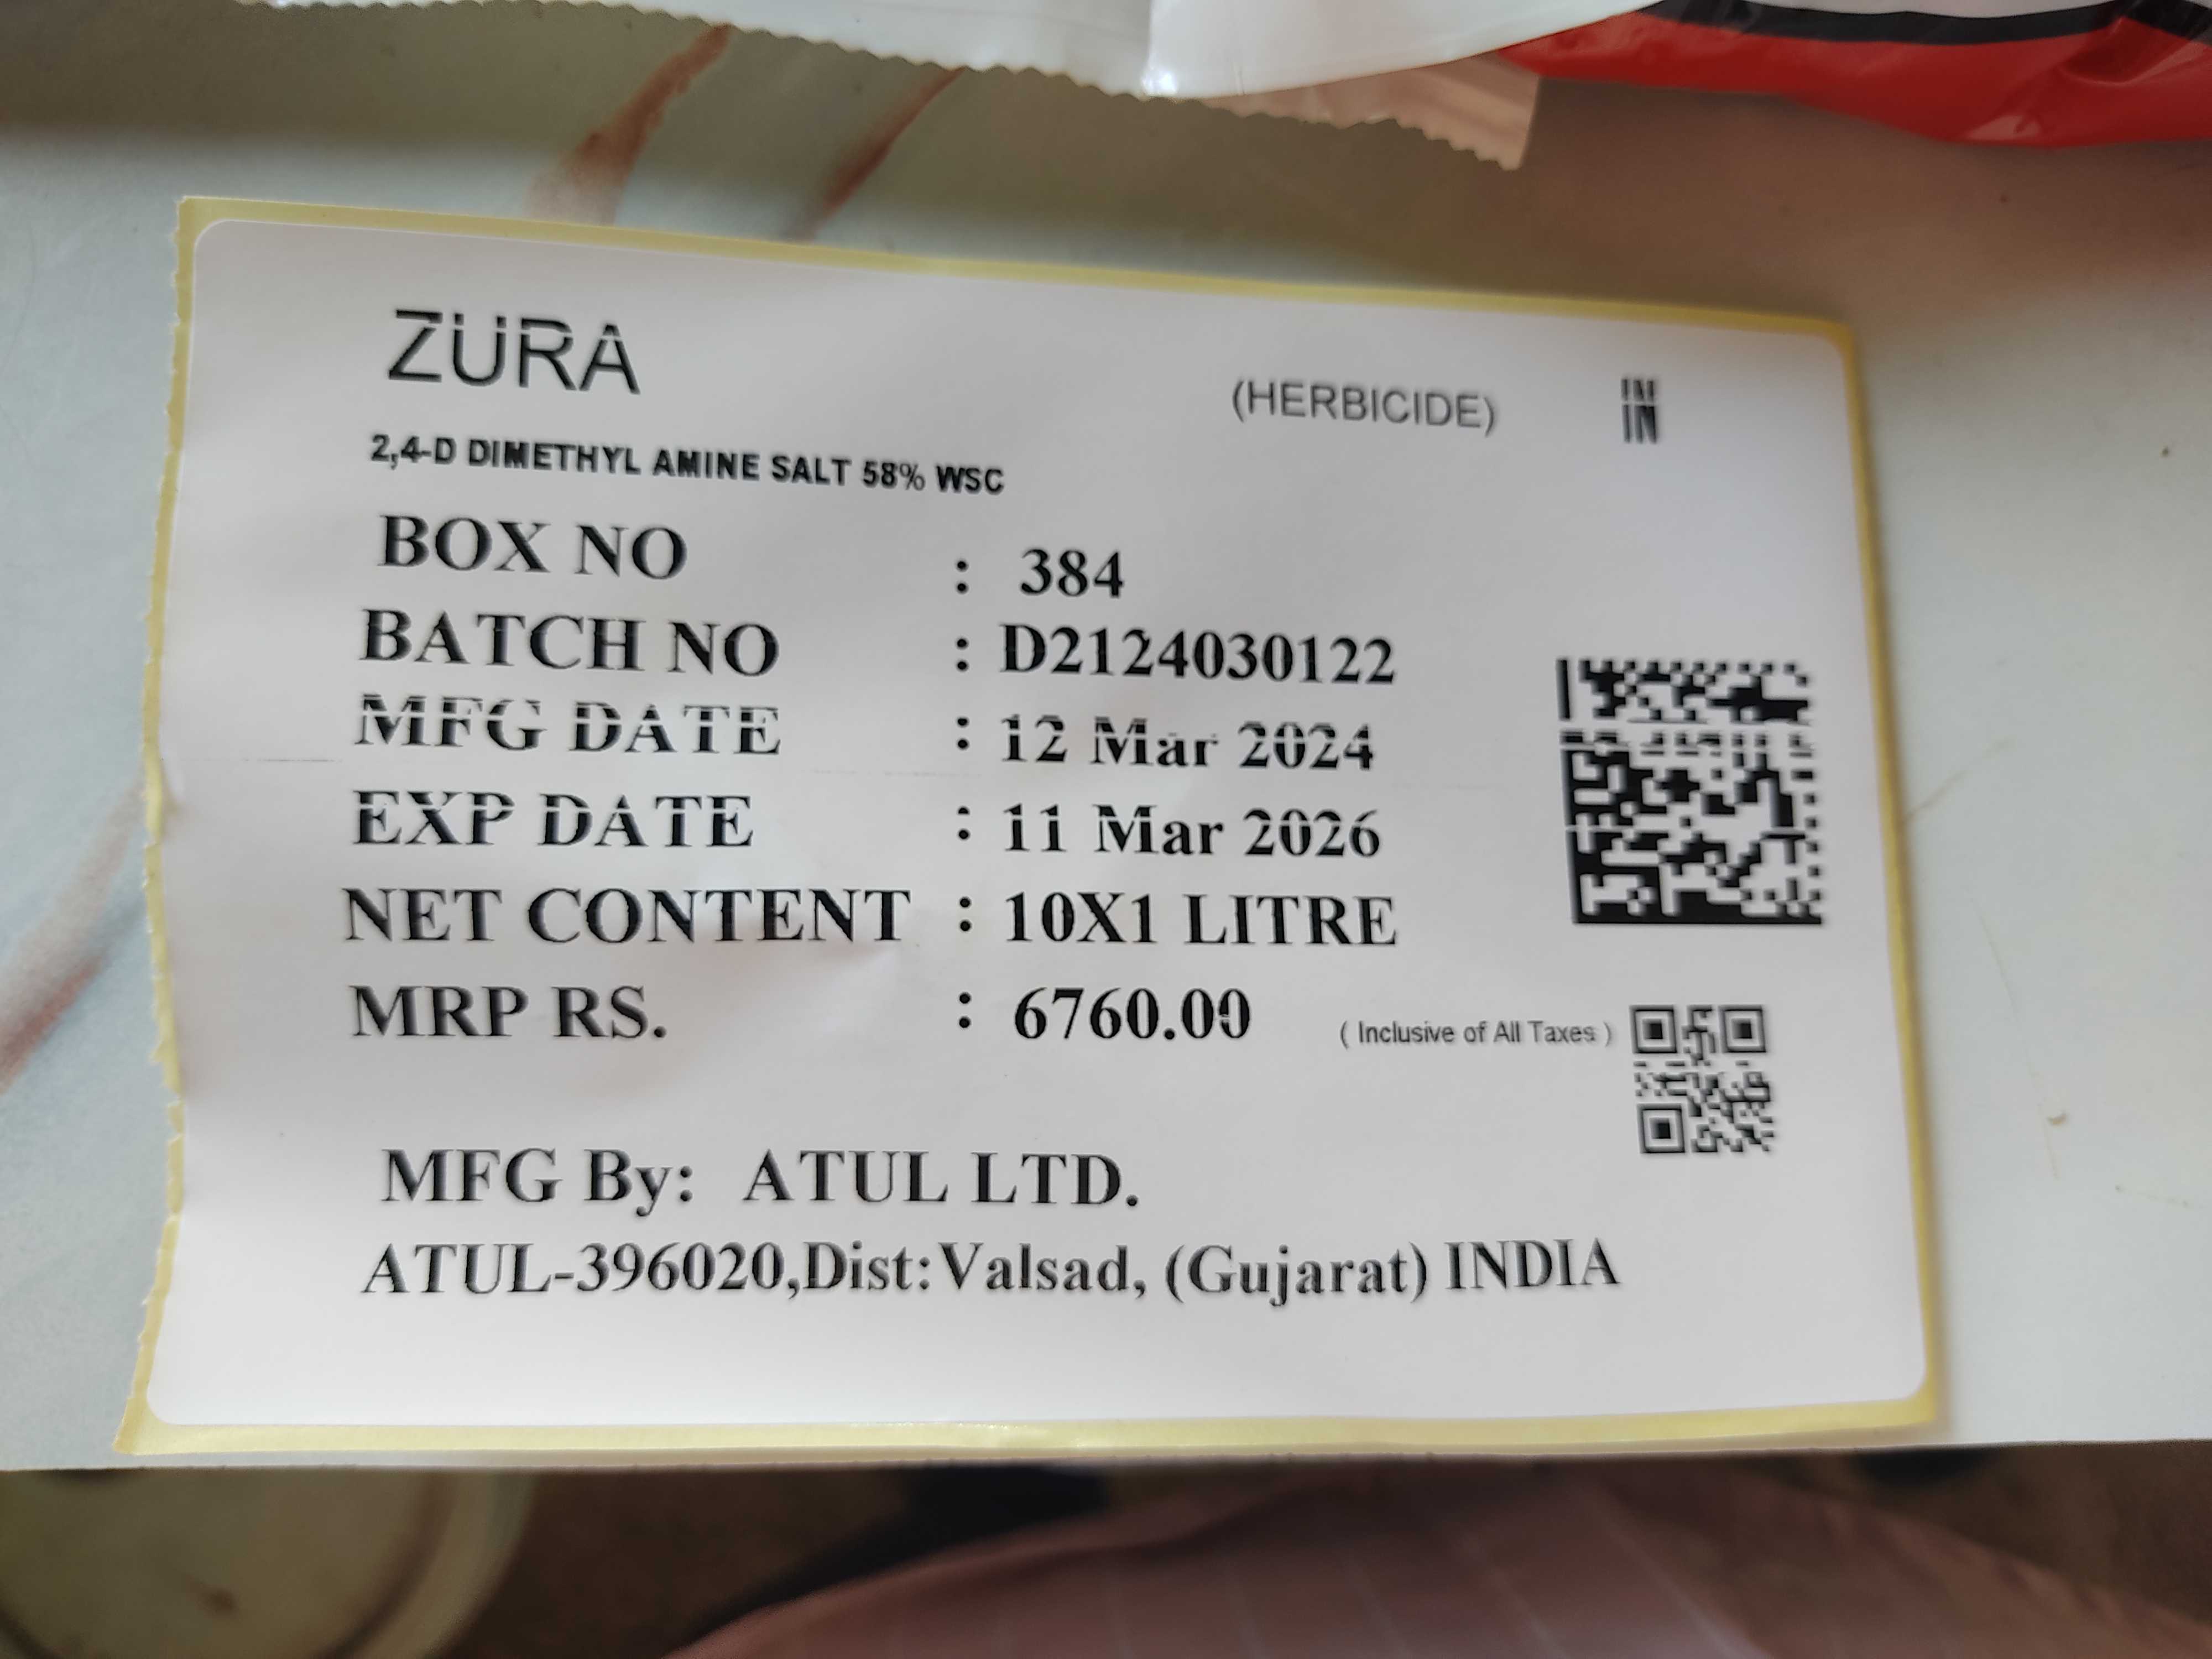 ZURA
(HERBICIDE)
IN
2,4-D DIMETHYL AMINE SALT 58% WSC
BOX NO : 384
BATCH NO : D2124030122
MFG DATE : 12 Mar 2024
EXP DATE : 11 Mar 2026
NET CONTENT : 10X1 LITRE
MRP RS. : 6760.00 ( Inclusive of All Taxes )
MFG By: ATUL LTD.
ATUL-396020,Dist:Valsad, (Gujarat) INDIA